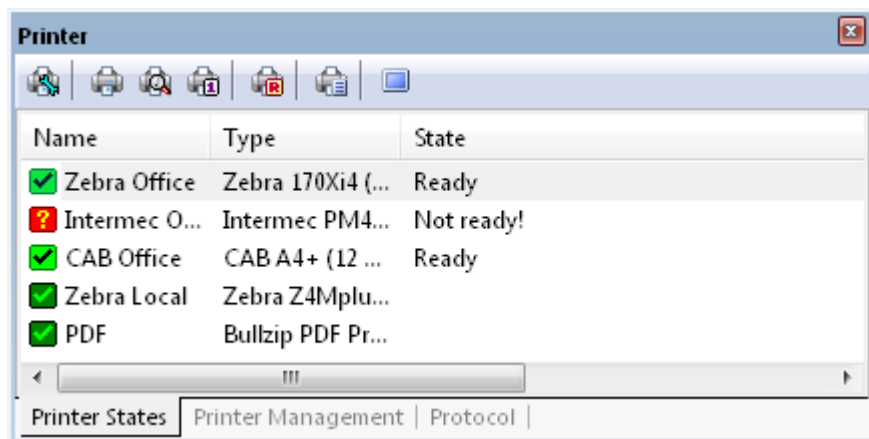 Printer
Name Type State
Zebra Office Zebra 170Xi4 (... Ready
Intermec O... Intermec PM4... Not ready!
CAB Office CAB A4+ (12 ... Ready
Zebra Local Zebra Z4Mplu...
PDF Bullzip PDF Pr...
Printer States Printer Management Protocol